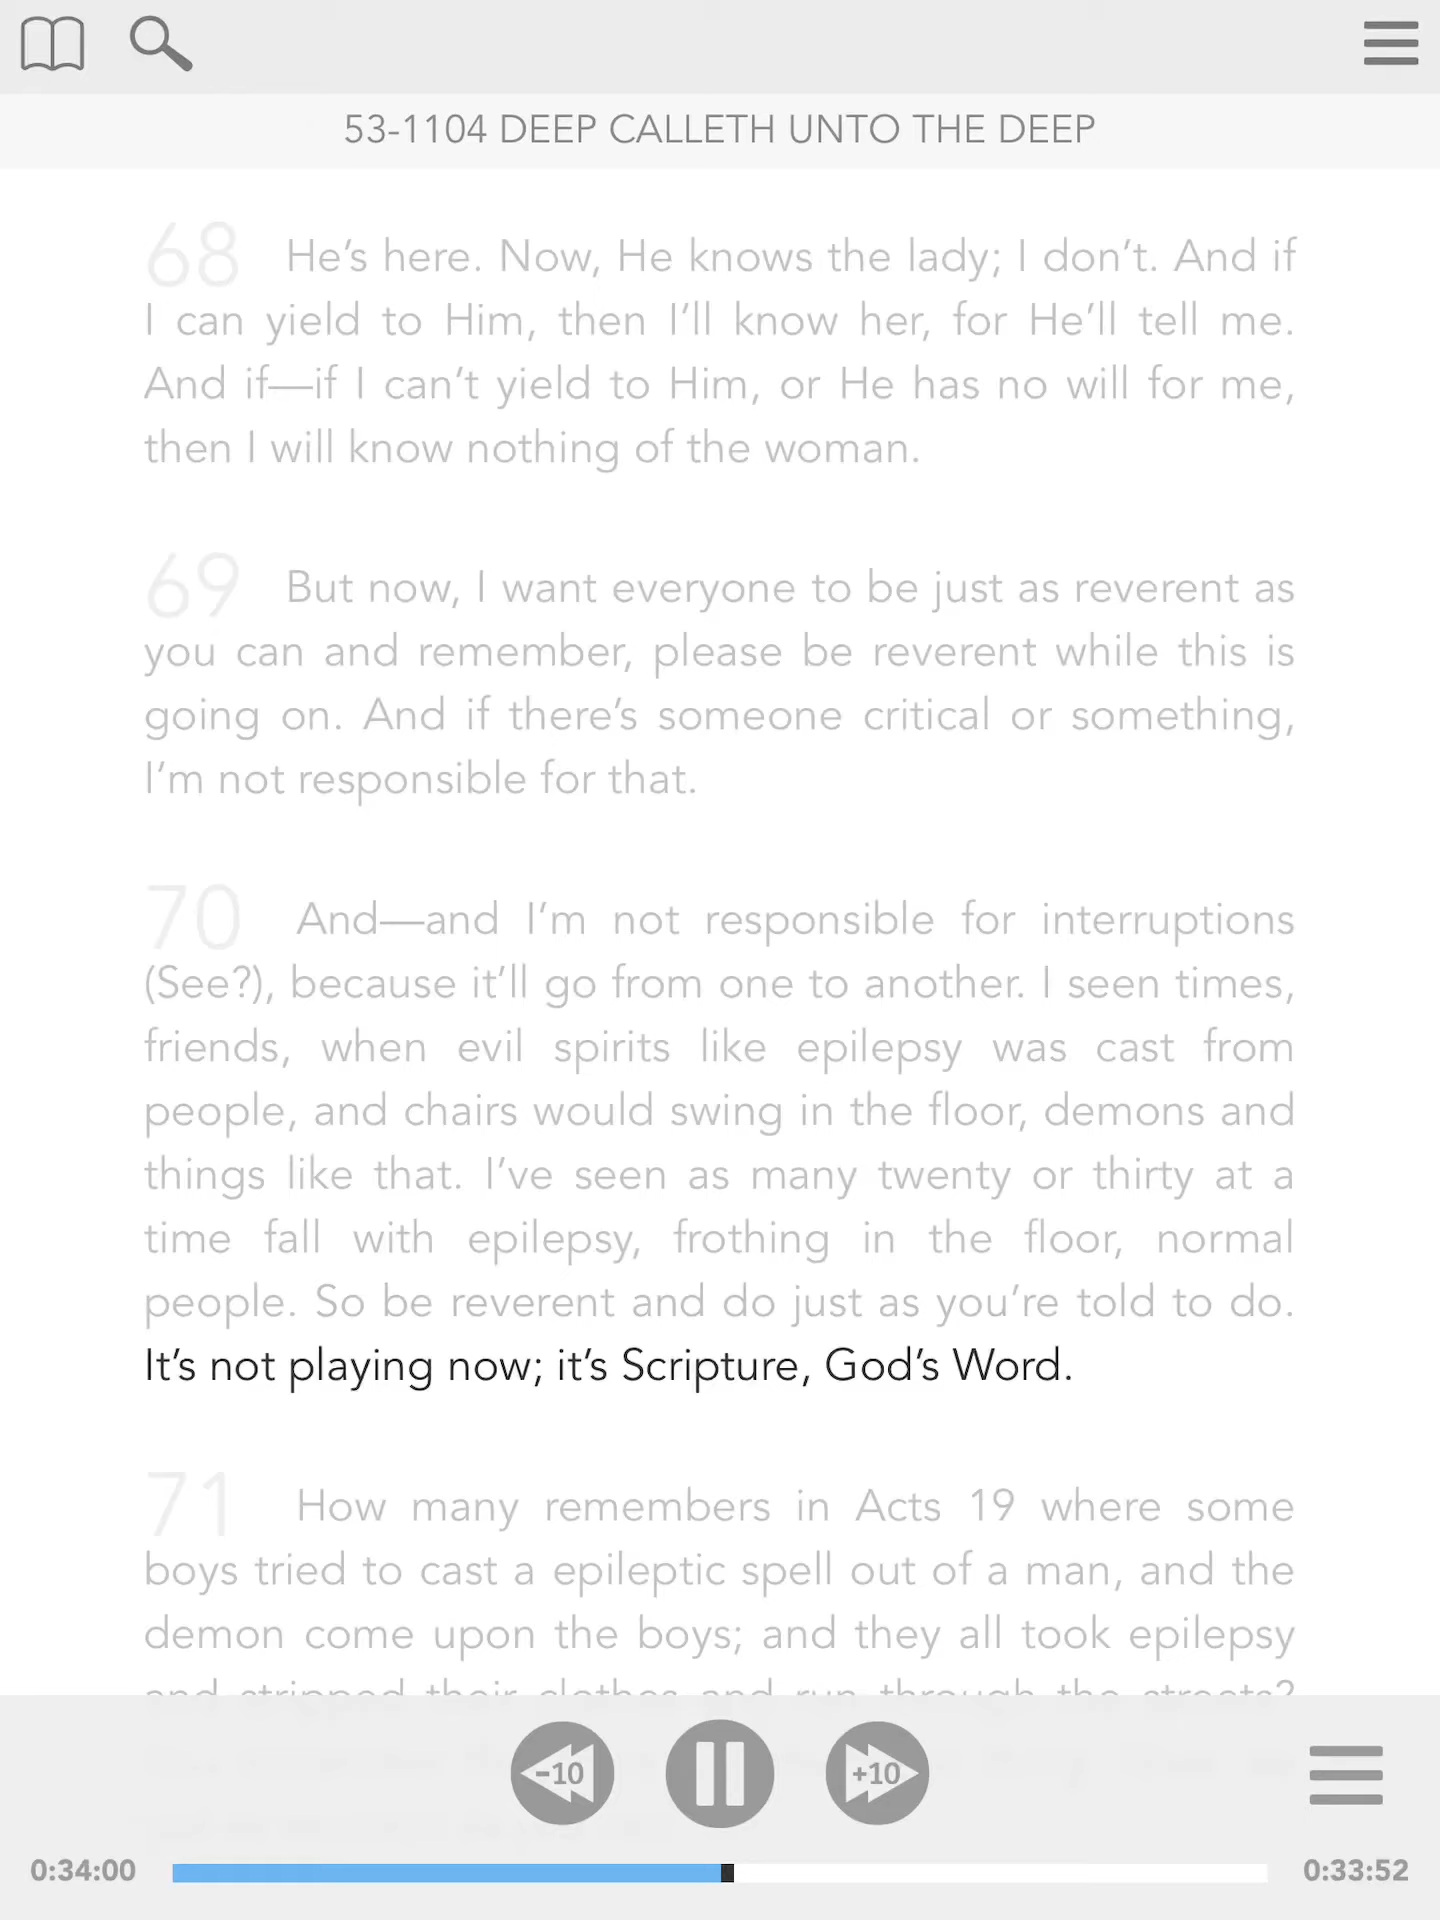 53-1104 DEEP CALLETH UNTO THE DEEP
68 He's here. Now, He knows the lady; I don't. And if
I can yield to Him, then I'll know her, for He'll tell me.
And if—if I can't yield to Him, or He has no will for me,
then I will know nothing of the woman.
69 But now, I want everyone to be just as reverent as
you can and remember, please be reverent while this is
going on. And if there's someone critical or something,
I'm not responsible for that.
70 And—and I'm not responsible for interruptions
(See?), because it'll go from one to another. I seen times,
friends, when evil spirits like epilepsy was cast from
people, and chairs would swing in the floor, demons and
things like that. I've seen as many twenty or thirty at a
time fall with epilepsy, frothing in the floor, normal
people. So be reverent and do just as you're told to do.
It's not playing now; it's Scripture, God's Word.
71 How many remembers in Acts 19 where some
boys tried to cast a epileptic spell out of a man, and the
demon come upon the boys; and they all took epilepsy
and stripped their clothes and run through the streets?
-10 +10
0:34:00 0:33:52